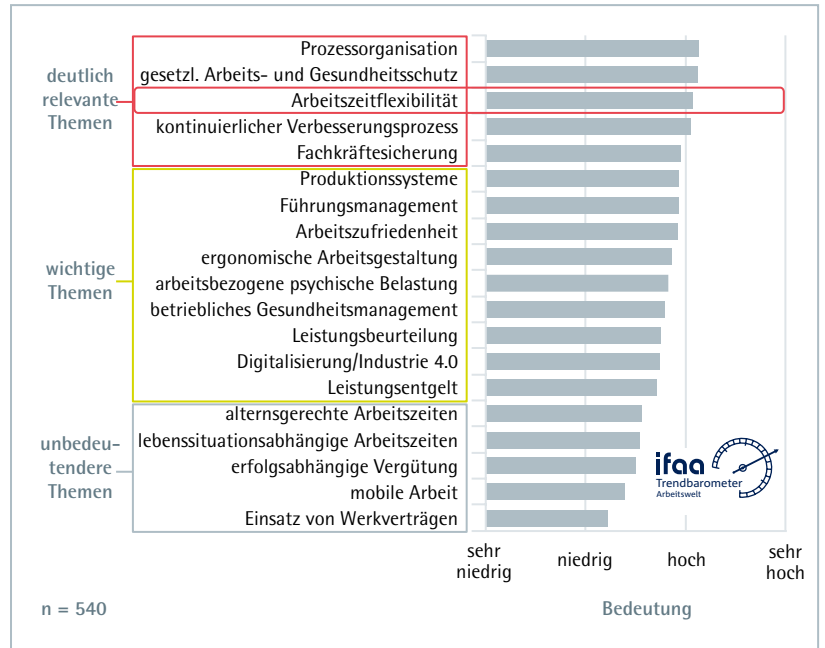 deutlich
relevante
Themen
Prozessorganisation
gesetzl. Arbeits- und Gesundheitsschutz
Arbeitszeitflexibilität
kontinuierlicher Verbesserungsprozess
Fachkräftesicherung
wichtige
Themen
Produktionssysteme
Führungsmanagement
Arbeitszufriedenheit
ergonomische Arbeitsgestaltung
arbeitsbezogene psychische Belastung
betriebliches Gesundheitsmanagement
Leistungsbeurteilung
Digitalisierung/Industrie 4.0
Leistungsentgelt
unbedeu-
tendere
Themen
alternsgerechte Arbeitszeiten
lebenssituationsabhängige Arbeitszeiten
erfolgsabhängige Vergütung
mobile Arbeit
Einsatz von Werkverträgen
ifaa
Trendbarometer
Arbeitswelt
sehr
niedrig
niedrig
hoch
sehr
hoch
n = 540
Bedeutung